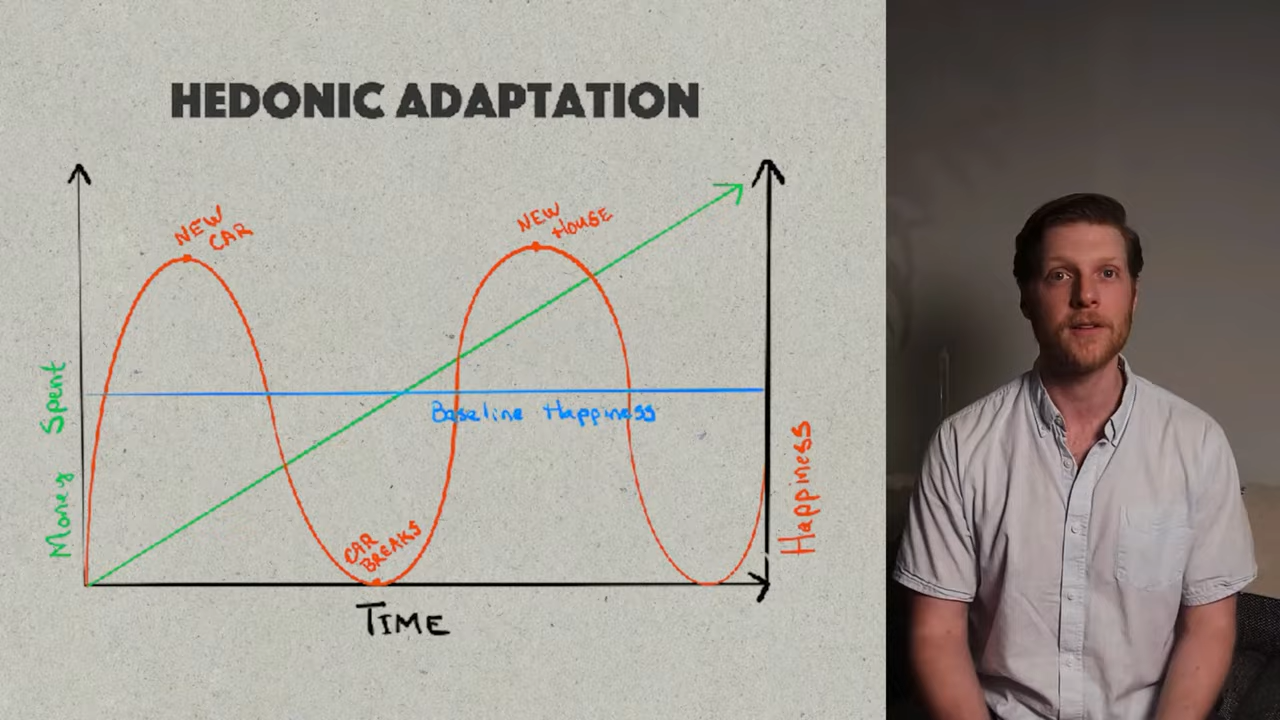 HEDONIC ADAPTATION
NEW
CAR
NEW
HOUSE
Money Spent
Baseline Happiness
Happiness
CAR
BREAKS
TIME